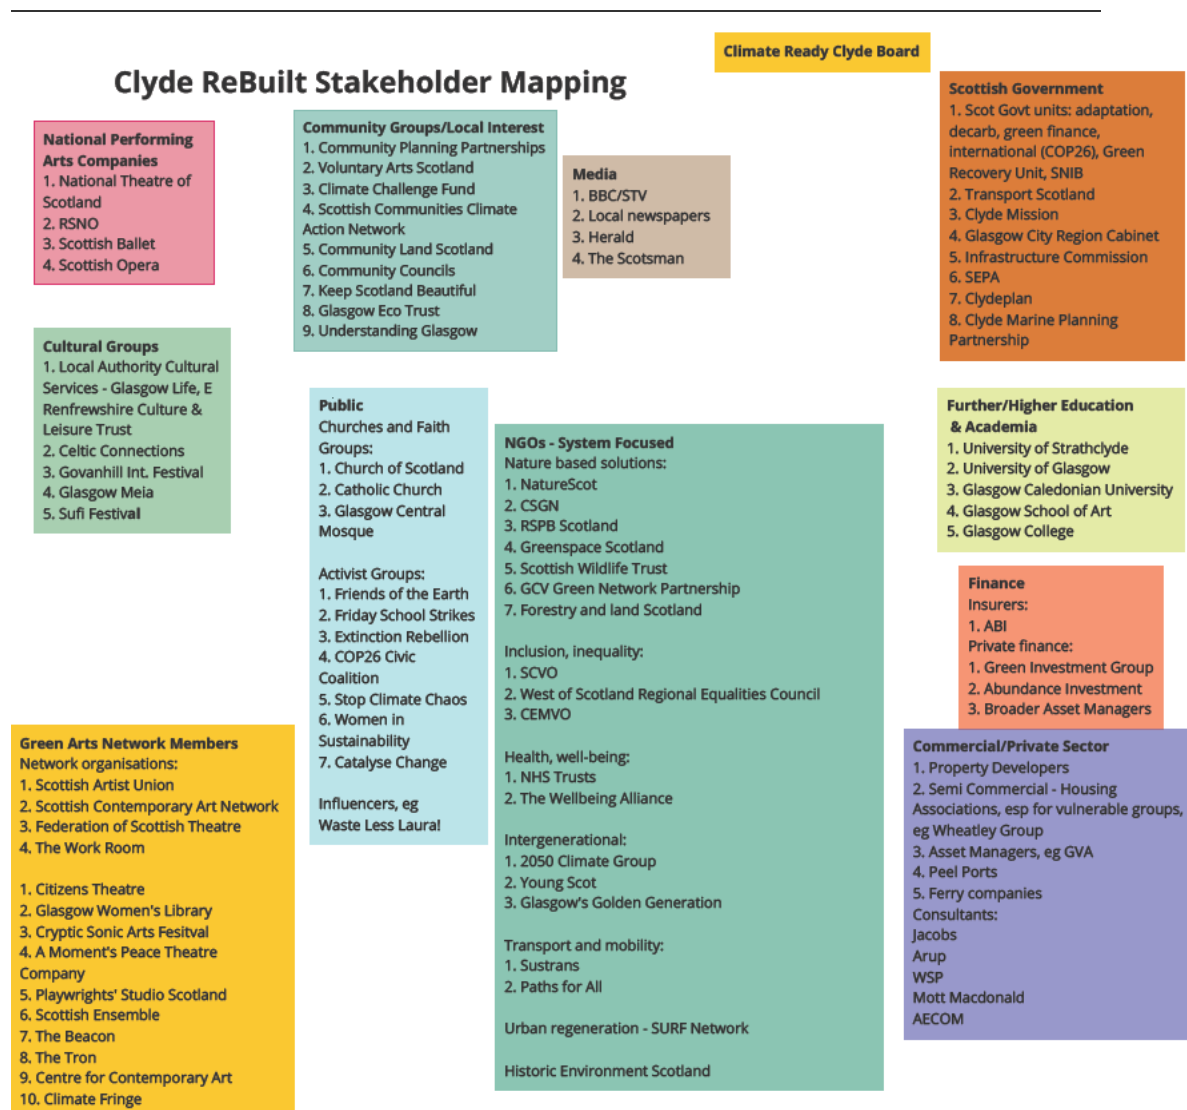 Climate Ready Clyde Board
Clyde ReBuilt Stakeholder Mapping
National Performing
Arts Companies
1. National Theatre of
Scotland
2. RSNO
3. Scottish Ballet
4. Scottish Opera
Community Groups/Local Interest
1. Community Planning Partnerships
2. Voluntary Arts Scotland
3. Climate Challenge Fund
4. Scottish Communities Climate
Action Network
5. Community Land Scotland
6. Community Councils
7. Keep Scotland Beautiful
8. Glasgow Eco Trust
9. Understanding Glasgow
Media
1. BBC/STV
2. Local newspapers
3. Herald
4. The Scotsman
Scottish Government
1. Scot Govt units: adaptation,
decarb, green finance,
international (COP26), Green
Recovery Unit, SNIB
2. Transport Scotland
3. Clyde Mission
4. Glasgow City Region Cabinet
5. Infrastructure Commission
6. SEPA
7. Clydeplan
8. Clyde Marine Planning
Partnership
Cultural Groups
1. Local Authority Cultural
Services - Glasgow Life, E
Renfrewshire Culture &
Leisure Trust
2. Celtic Connections
3. Govanhill Int. Festival
4. Glasgow Meia
5. Sufi Festival
Public
Churches and Faith
Groups:
1. Church of Scotland
2. Catholic Church
3. Glasgow Central
Mosque
Activist Groups:
1. Friends of the Earth
2. Friday School Strikes
3. Extinction Rebellion
4. COP26 Civic
Coalition
5. Stop Climate Chaos
6. Women in
Sustainability
7. Catalyse Change
Influencers, eg
Waste Less Laura!
NGOs - System Focused
Nature based solutions:
1. NatureScot
2. CSGN
3. RSPB Scotland
4. Greenspace Scotland
5. Scottish Wildlife Trust
6. GCV Green Network Partnership
7. Forestry and land Scotland
Inclusion, inequality:
1. SCVO
2. West of Scotland Regional Equalities Council
3. CEMVO
Health, well-being:
1. NHS Trusts
2. The Wellbeing Alliance
Intergenerational:
1. 2050 Climate Group
2. Young Scot
3. Glasgow's Golden Generation
Transport and mobility:
1. Sustrans
2. Paths for All
Urban regeneration - SURF Network
Historic Environment Scotland
Further/Higher Education
& Academia
1. University of Strathclyde
2. University of Glasgow
3. Glasgow Caledonian University
4. Glasgow School of Art
5. Glasgow College
Finance
Insurers:
1. ABI
Private finance:
1. Green Investment Group
2. Abundance Investment
3. Broader Asset Managers
Commercial/Private Sector
1. Property Developers
2. Semi Commercial - Housing
Associations, esp for vulnerable groups,
eg Wheatley Group
3. Asset Managers, eg GVA
4. Peel Ports
5. Ferry companies
Consultants:
Jacobs
Arup
WSP
Mott Macdonald
AECOM
Green Arts Network Members
Network organisations:
1. Scottish Artist Union
2. Scottish Contemporary Art Network
3. Federation of Scottish Theatre
4. The Work Room
1. Citizens Theatre
2. Glasgow Women's Library
3. Cryptic Sonic Arts Fesitval
4. A Moment's Peace Theatre
Company
5. Playwrights' Studio Scotland
6. Scottish Ensemble
7. The Beacon
8. The Tron
9. Centre for Contemporary Art
10. Climate Fringe